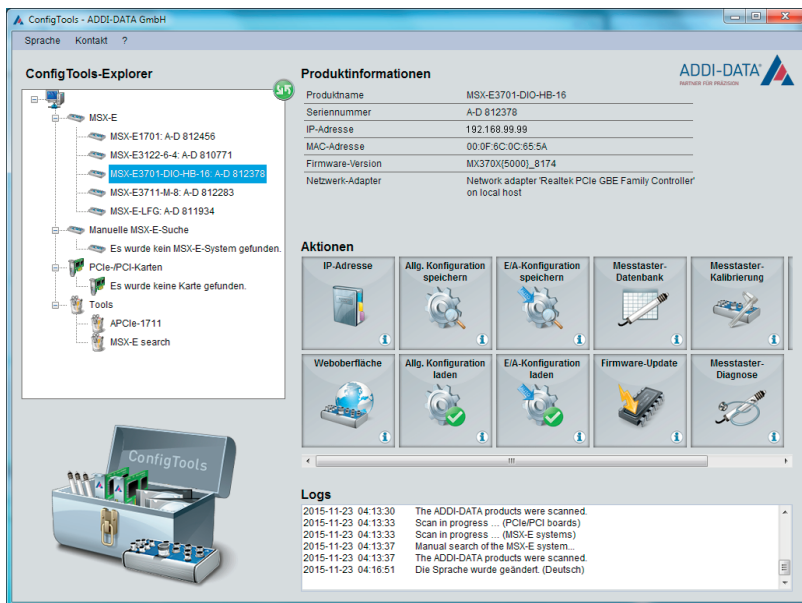 ConfigTools - ADDI-DATA GmbH
Sprache Kontakt ?
ConfigTools-Explorer
MSX-E
MSX-E1701: A-D 812456
MSX-E3122-6-4: A-D 810771
MSX-E3701-DIO-HB-16: A-D 812378
MSX-E3711-M-8: A-D 812283
MSX-E-LFG: A-D 811934
Manuelle MSX-E-Suche
Es wurde kein MSX-E-System gefunden.
PCIe-/PCI-Karten
Es wurde keine Karte gefunden.
Tools
APCIe-1711
MSX-E search
ConfigTools
Produktinformationen
ADDI-DATA
PARTNER FÜR PRÄZISION
Produktname MSX-E3701-DIO-HB-16
Seriennummer A-D 812378
IP-Adresse 192.168.99.99
MAC-Adresse 00:0F:6C:0C:65:5A
Firmware-Version MX370X{5000}_8174
Netzwerk-Adapter Network adapter 'Realtek PCIe GBE Family Controller'
on local host
Aktionen
IP-Adresse
Allg. Konfiguration
speichern
E/A-Konfiguration
speichern
Messtaster-
Datenbank
Messtaster-
Kalibrierung
Weboberfläche
Allg. Konfiguration
laden
E/A-Konfiguration
laden
Firmware-Update
Messtaster-
Diagnose
Logs
2015-11-23 04:13:30 The ADDI-DATA products were scanned.
2015-11-23 04:13:33 Scan in progress ... (PCIe/PCI boards)
2015-11-23 04:13:33 Scan in progress ... (MSX-E systems)
2015-11-23 04:13:37 Manual search of the MSX-E system...
2015-11-23 04:13:37 The ADDI-DATA products were scanned.
2015-11-23 04:16:51 Die Sprache wurde geändert. (Deutsch)